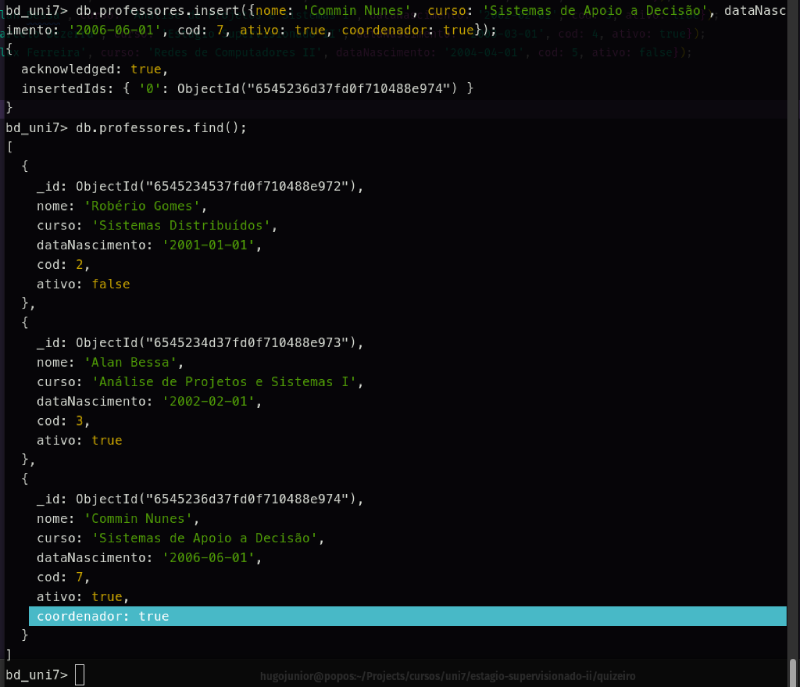 bd_uni7> db.professores.insert({nome: 'Commin Nunes', curso: 'Sistemas de Apoio a Decisão', dataNasc
imento: '2006-06-01', cod: 7, ativo: true, coordenador: true});
{
  acknowledged: true,
  insertedIds: { '0': ObjectId("6545236d37fd0f710488e974") }
}
bd_uni7> db.professores.find();
[
  {
    _id: ObjectId("6545234537fd0f710488e972"),
    nome: 'Robério Gomes',
    curso: 'Sistemas Distribuídos',
    dataNascimento: '2001-01-01',
    cod: 2,
    ativo: false
  },
  {
    _id: ObjectId("6545234d37fd0f710488e973"),
    nome: 'Alan Bessa',
    curso: 'Análise de Projetos e Sistemas I',
    dataNascimento: '2002-02-01',
    cod: 3,
    ativo: true
  },
  {
    _id: ObjectId("6545236d37fd0f710488e974"),
    nome: 'Commin Nunes',
    curso: 'Sistemas de Apoio a Decisão',
    dataNascimento: '2006-06-01',
    cod: 7,
    ativo: true,
    coordenador: true
  }
]
bd_uni7>
hugojunior@popos:~/Projects/cursos/uni7/estagio-supervisionado-ii/quizeiro